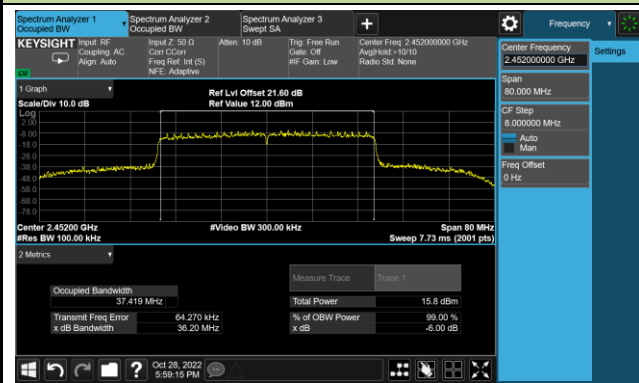 Spectrum Analyzer 1
Occupied BW
Spectrum Analyzer 2
Occupied BW
Spectrum Analyzer 3
Swept SA
+
Frequency
KEYSIGHT
Input: RF
Coupling: AC
Align: Auto
Input Z: 50 Ω
Corr CCorr
Freq Ref: Int (S)
NFE: Adaptive
Atten: 10 dB
Trig: Free Run
Gate: Off
#IF Gain: Low
Center Freq: 2.452000000 GHz
Avg|Hold:>10/10
Radio Std: None
Center Frequency
2.452000000 GHz
Settings
Span
80.000 MHz
CF Step
8.000000 MHz
Auto
Man
Freq Offset
0 Hz
1 Graph
Scale/Div 10.0 dB
Ref Lvl Offset 21.60 dB
Ref Value 12.00 dBm
Log
2.00
-8.00
-18.0
-28.0
-38.0
-48.0
-58.0
-68.0
-78.0
Center 2.45200 GHz
#Res BW 100.00 kHz
#Video BW 300.00 kHz
Span 80 MHz
Sweep 7.73 ms (2001 pts)
2 Metrics
Measure Trace
Trace 1
Occupied Bandwidth
37.419 MHz
Total Power
15.8 dBm
Transmit Freq Error
64.270 kHz
% of OBW Power
99.00 %
x dB Bandwidth
36.20 MHz
x dB
-6.00 dB
?
Oct 28, 2022
5:59:15 PM